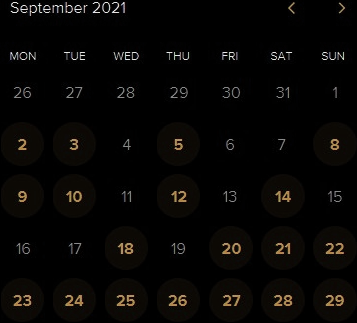 September 2021
MON TUE WED THU FRI SAT SUN
26 27 28 29 30 31 1
2 3 4 5 6 7 8
9 10 11 12 13 14 15
16 17 18 19 20 21 22
23 24 25 26 27 28 29